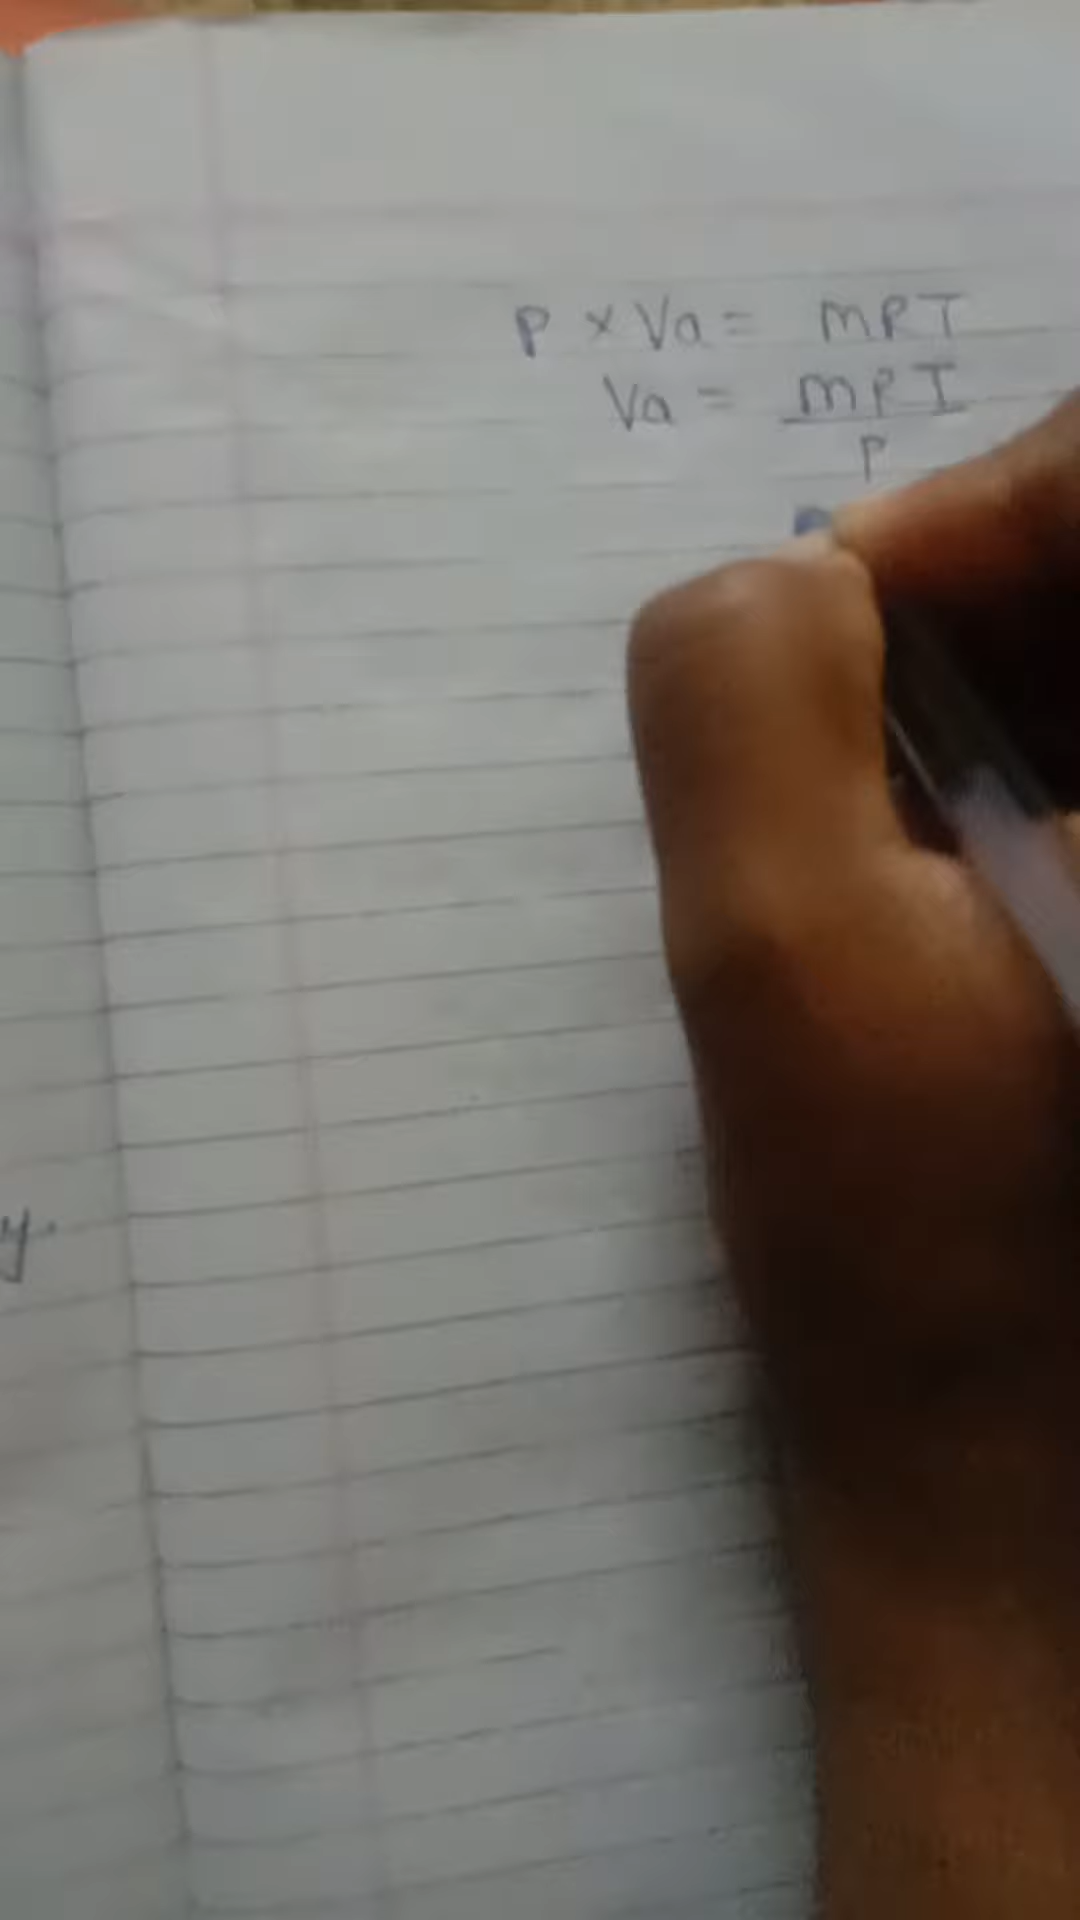 P × Va = mRT
Va = mRT
P
y.